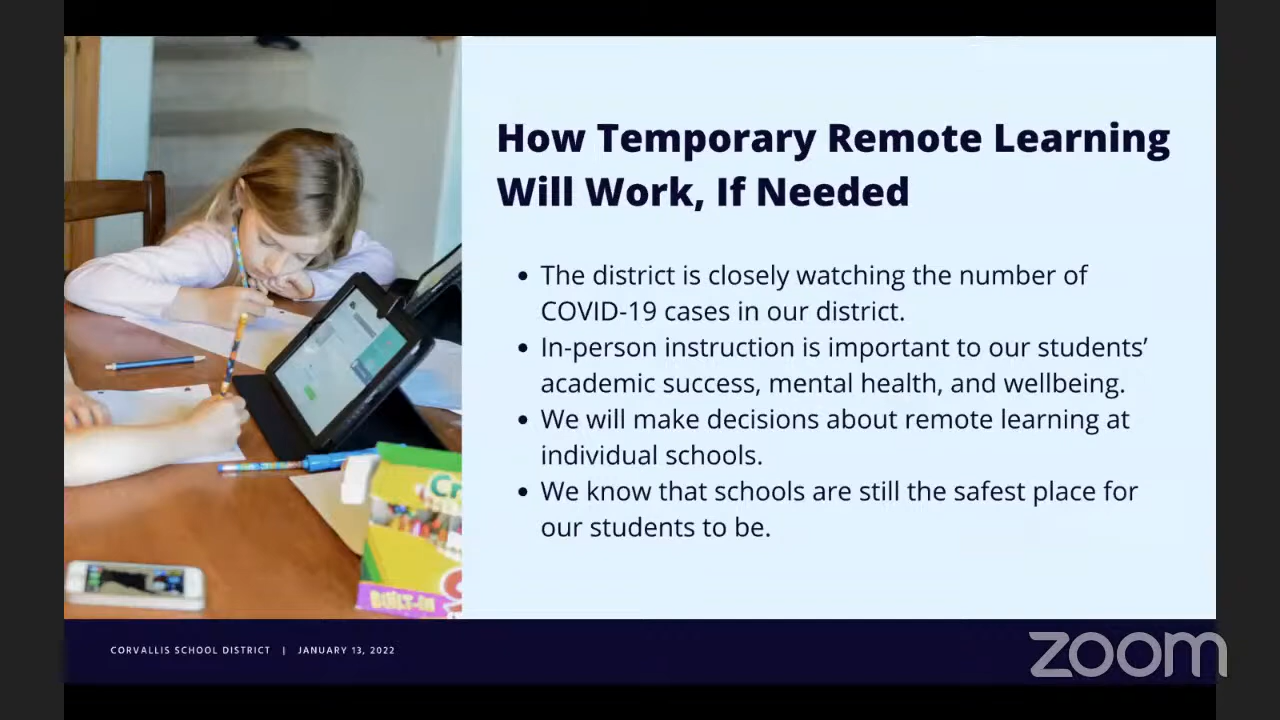 How Temporary Remote Learning
Will Work, If Needed
• The district is closely watching the number of
COVID-19 cases in our district.
• In-person instruction is important to our students’
academic success, mental health, and wellbeing.
• We will make decisions about remote learning at
individual schools.
• We know that schools are still the safest place for
our students to be.
Cr
BUILT-IN
CORVALLIS SCHOOL DISTRICT | JANUARY 13, 2022
zoom